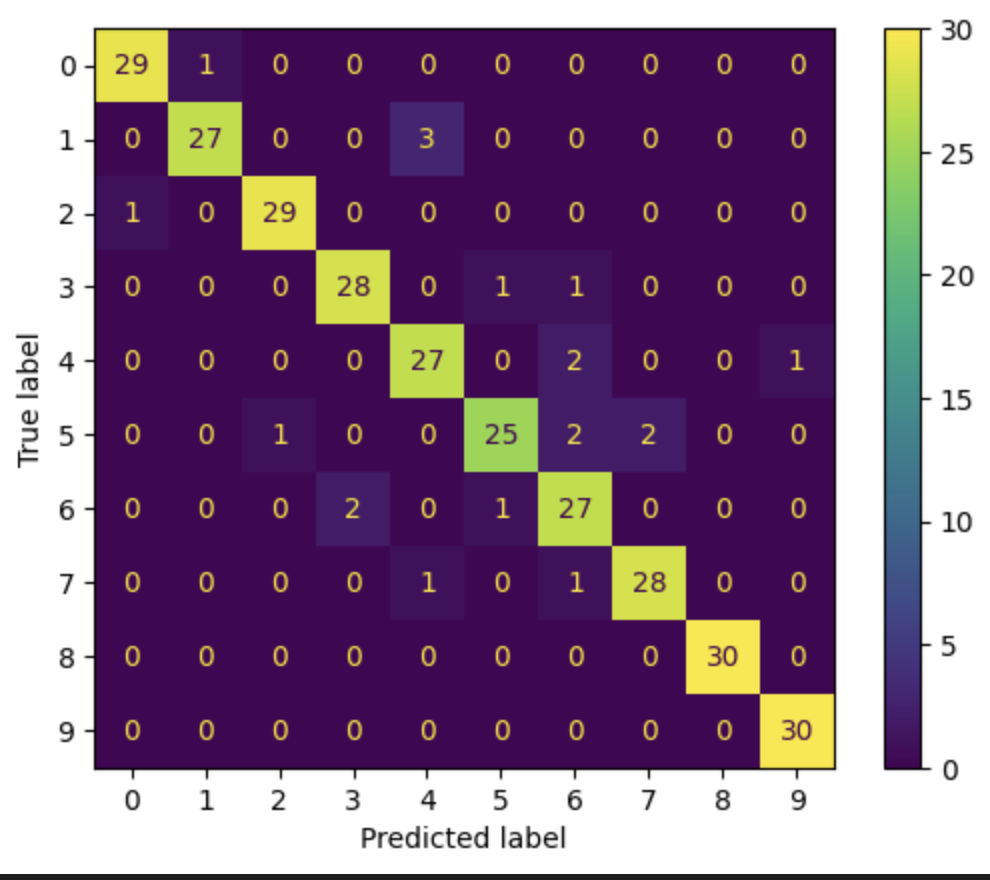 0 29 1 0 0 0 0 0 0 0 0 30
1 0 27 0 0 3 0 0 0 0 0 25
2 1 0 29 0 0 0 0 0 0 0
3 0 0 0 28 0 1 1 0 0 0 20
4 0 0 0 0 27 0 2 0 0 1
5 0 0 1 0 0 25 2 2 0 0 15
6 0 0 0 2 0 1 27 0 0 0 10
7 0 0 0 0 1 0 1 28 0 0
8 0 0 0 0 0 0 0 0 30 0 5
9 0 0 0 0 0 0 0 0 0 30 0
0 1 2 3 4 5 6 7 8 9
True label
Predicted label